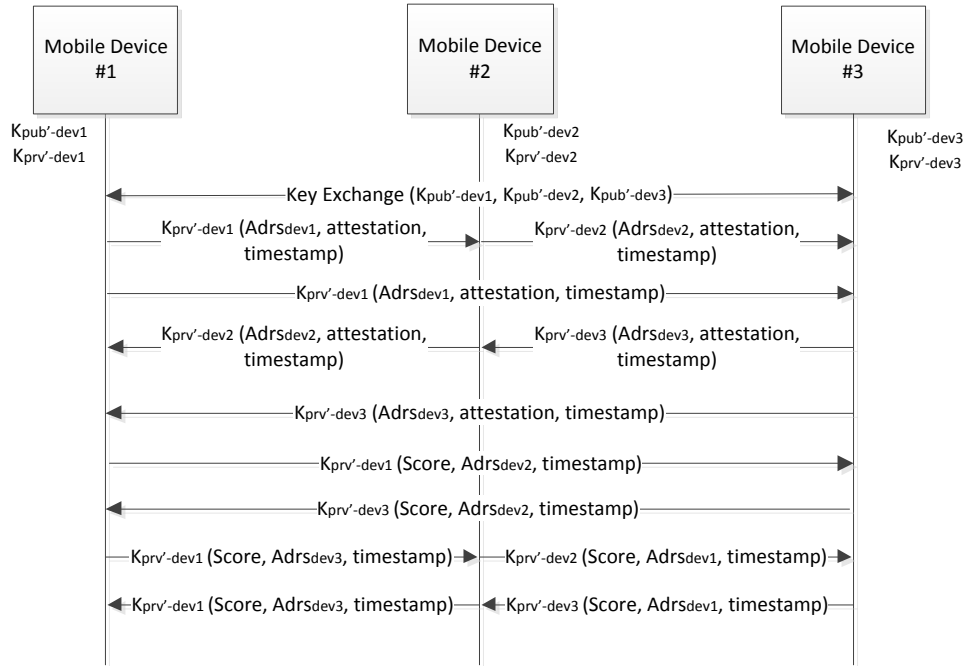 Mobile Device
#1
Mobile Device
#2
Mobile Device
#3
Kpub'-dev1
Kprv'-dev1
Kpub'-dev2
Kprv'-dev2
Kpub'-dev3
Kprv'-dev3
Key Exchange (Kpub'-dev1, Kpub'-dev2, Kpub'-dev3)
Kprv'-dev1 (Adrsdev1, attestation,
timestamp)
Kprv'-dev2 (Adrsdev2, attestation,
timestamp)
Kprv'-dev1 (Adrsdev1, attestation, timestamp)
Kprv'-dev2 (Adrsdev2, attestation,
timestamp)
Kprv'-dev3 (Adrsdev3, attestation,
timestamp)
Kprv'-dev3 (Adrsdev3, attestation, timestamp)
Kprv'-dev1 (Score, Adrsdev2, timestamp)
Kprv'-dev3 (Score, Adrsdev2, timestamp)
Kprv'-dev1 (Score, Adrsdev3, timestamp)
Kprv'-dev2 (Score, Adrsdev1, timestamp)
Kprv'-dev1 (Score, Adrsdev3, timestamp)
Kprv'-dev3 (Score, Adrsdev1, timestamp)